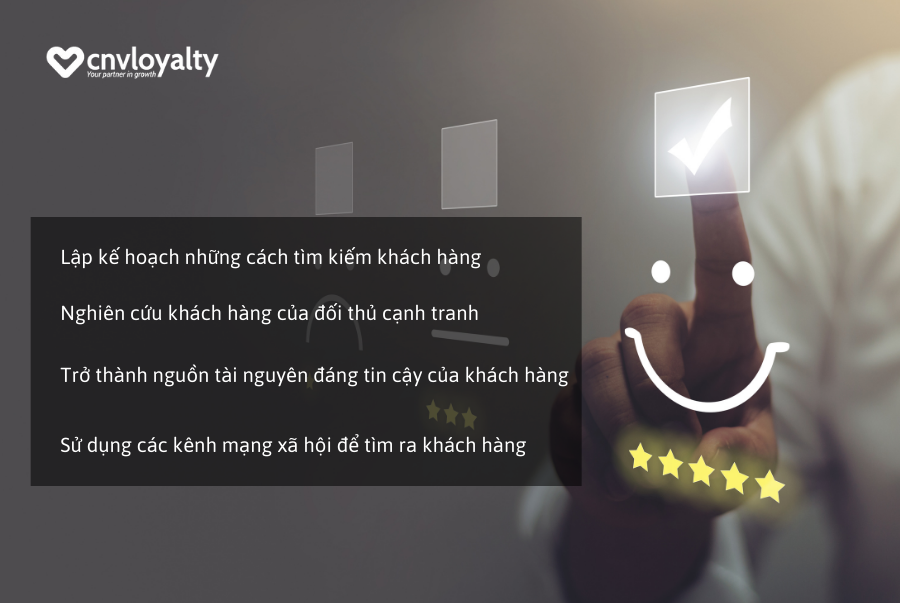 cnvloyalty
Your partner in growth
Lập kế hoạch những cách tìm kiếm khách hàng
Nghiên cứu khách hàng của đối thủ cạnh tranh
Trở thành nguồn tài nguyên đáng tin cậy của khách hàng
Sử dụng các kênh mạng xã hội để tìm ra khách hàng